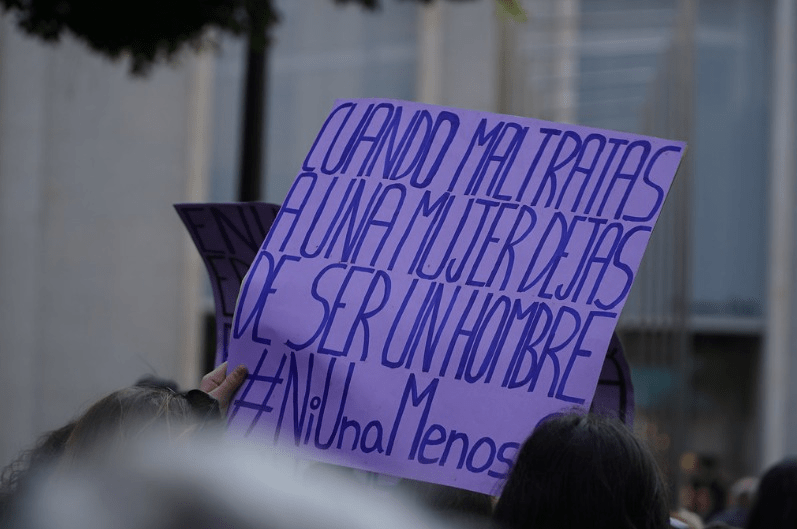 CUANDO MALTRATAS
A UNA MUJER DEJAS
DE SER UN HOMBRE
#NiUnaMenos